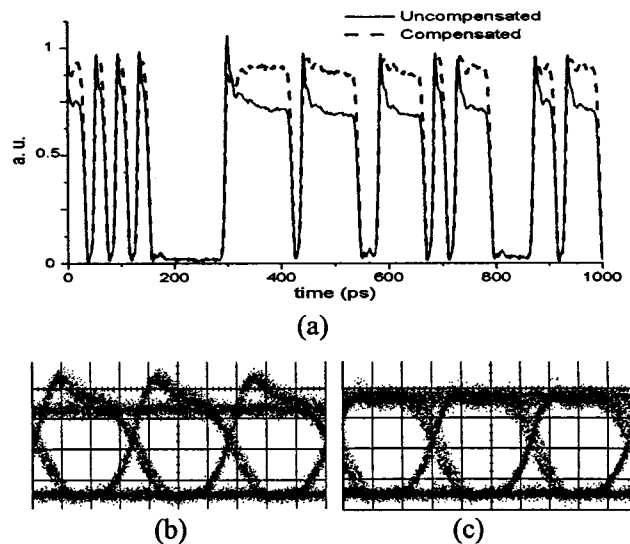 Uncompensated
Compensated
1
0.5
0
a. u.
0 200 400 600 800 1000
time (ps)
(a)
(b) (c)